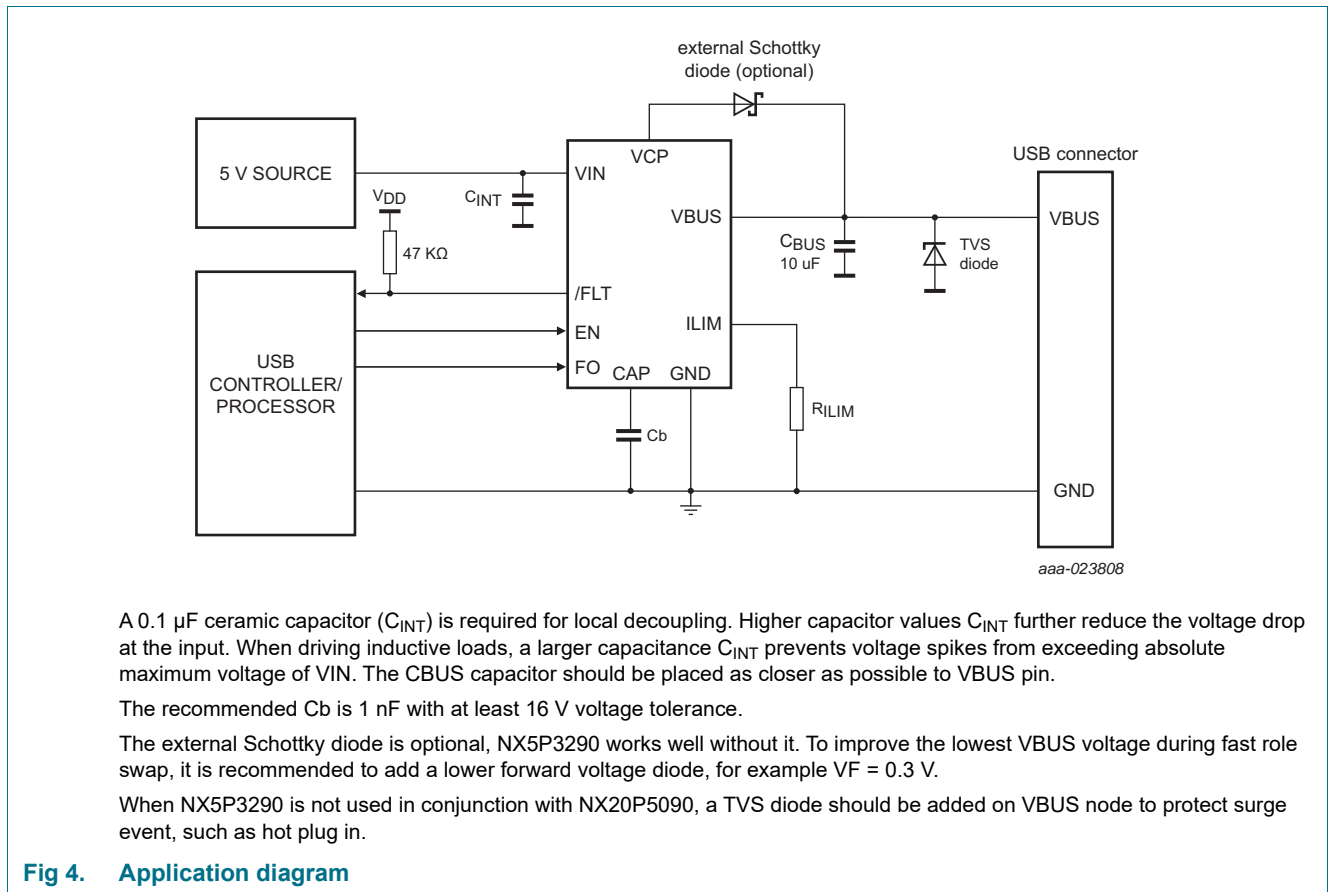 external Schottky
diode (optional)
VCP
USB connector
5 V SOURCE
VIN
VDD
CINT
VBUS
VBUS
47 KΩ
CBUS
10 uF
TVS
diode
/FLT
ILIM
EN
USB
CONTROLLER/
PROCESSOR
FO
CAP
GND
RILIM
Cb
GND
aaa-023808
A 0.1 μF ceramic capacitor (CINT) is required for local decoupling. Higher capacitor values CINT further reduce the voltage drop
at the input. When driving inductive loads, a larger capacitance CINT prevents voltage spikes from exceeding absolute
maximum voltage of VIN. The CBUS capacitor should be placed as closer as possible to VBUS pin.
The recommended Cb is 1 nF with at least 16 V voltage tolerance.
The external Schottky diode is optional, NX5P3290 works well without it. To improve the lowest VBUS voltage during fast role
swap, it is recommended to add a lower forward voltage diode, for example VF = 0.3 V.
When NX5P3290 is not used in conjunction with NX20P5090, a TVS diode should be added on VBUS node to protect surge
event, such as hot plug in.
Fig 4. Application diagram